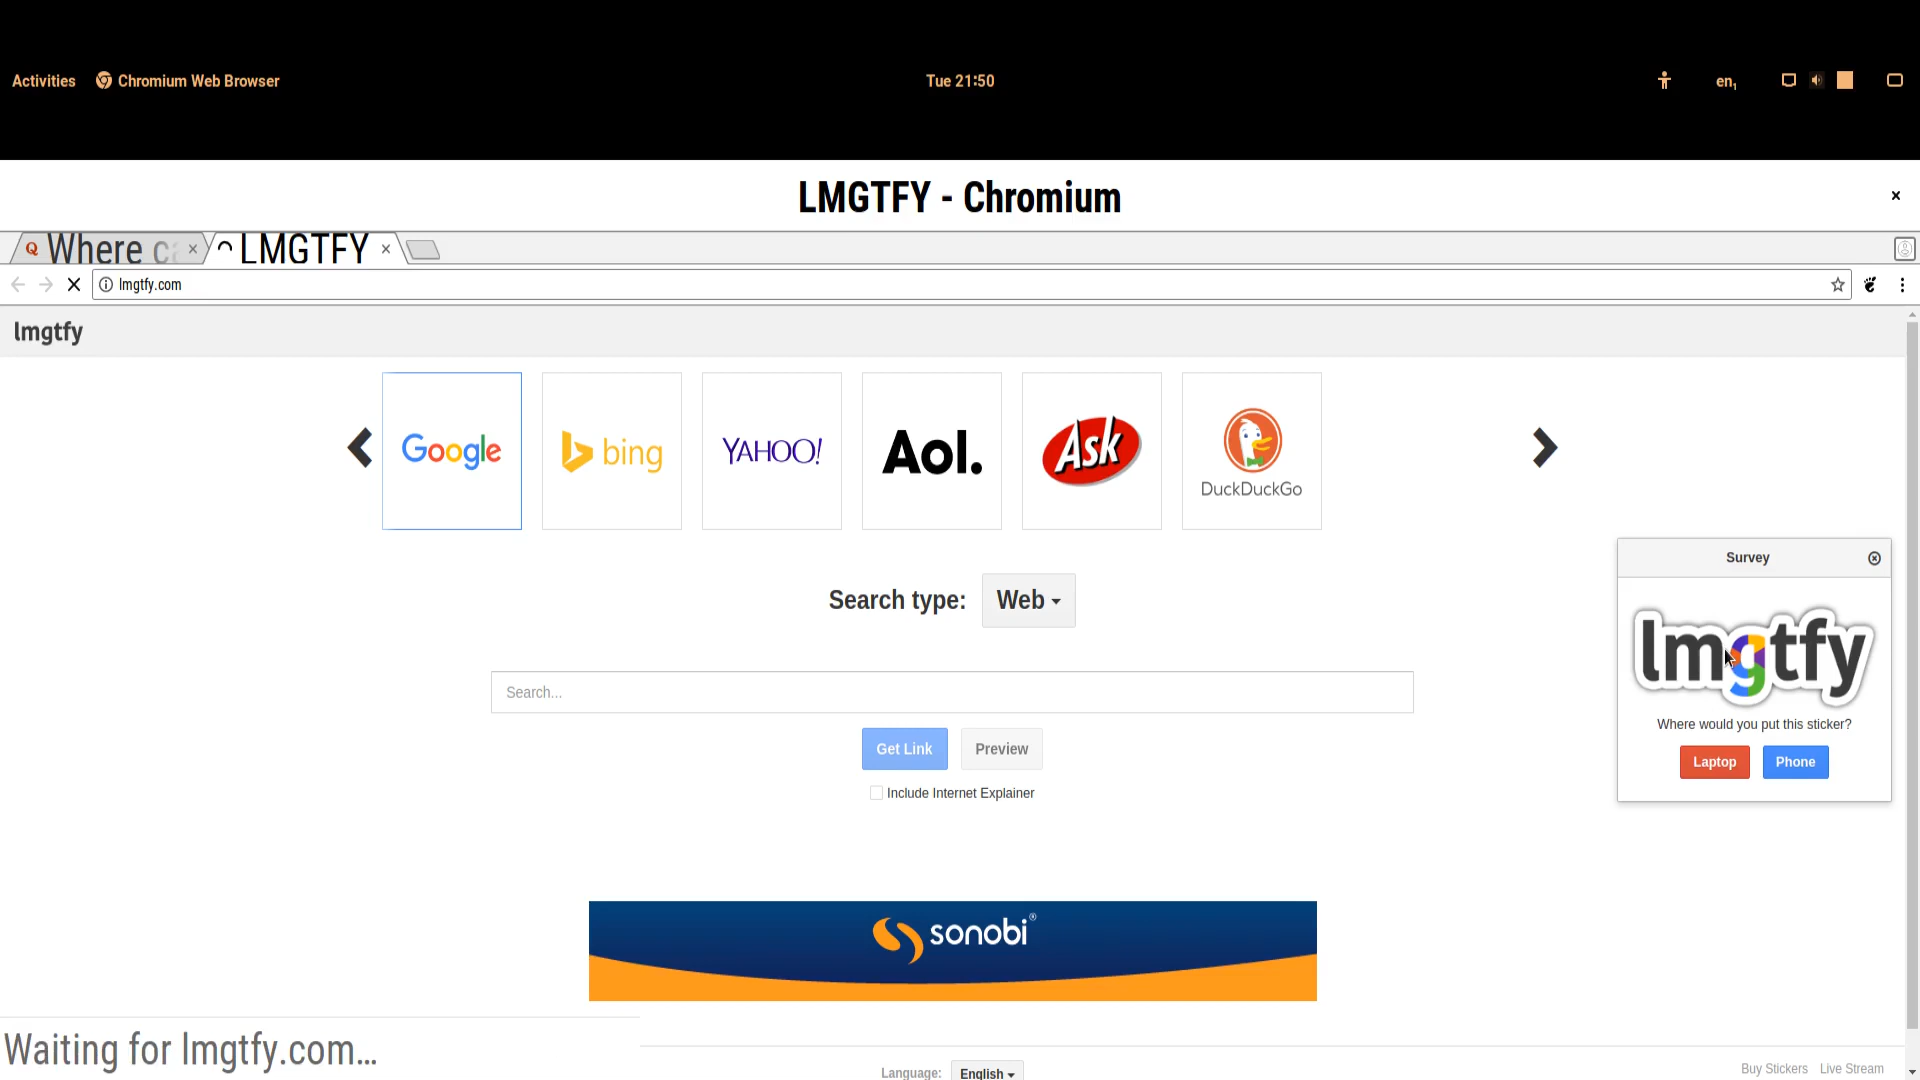 Activities Chromium Web Browser Tue 21:50 en1
LMGTFY - Chromium
Where LMGTFY
lmgtfy.com
lmgtfy
Google bing YAHOO! Aol. Ask DuckDuckGo
Search type: Web
Search...
Get Link Preview
Include Internet Explainer
Survey
lmgtfy
Where would you put this sticker?
Laptop Phone
sonobi®
Waiting for lmgtfy.com...
Language: English Buy Stickers Live Stream